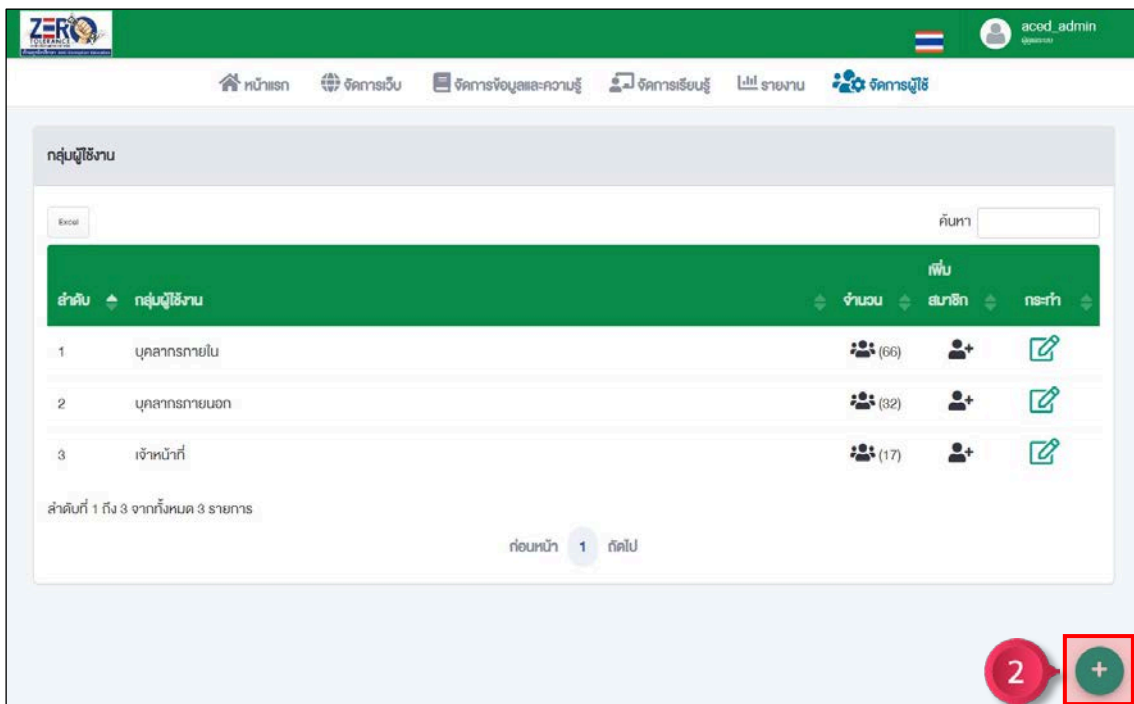 ZERO
TOLERANCE
aced_admin
ผู้ดูแลระบบ
หน้าแรก จัดการเว็บ จัดการข้อมูลและความรู้ จัดการเรียนรู้ รายงาน จัดการผู้ใช้
กลุ่มผู้ใช้งาน
Excel ค้นหา
ลำดับ กลุ่มผู้ใช้งาน จำนวน เพิ่มสมาชิก กระทำ
1 บุคลากรภายใน (66)
2 บุคลากรภายนอก (32)
3 เจ้าหน้าที่ (17)
ลำดับที่ 1 ถึง 3 จากทั้งหมด 3 รายการ
ก่อนหน้า 1 ถัดไป
2 +